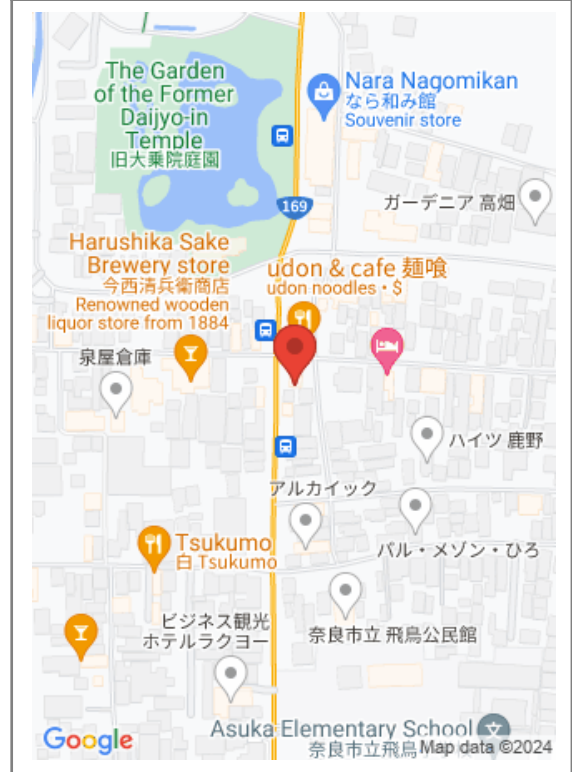 The Garden
of the Former
Daijyo-in
Temple
旧大乗院庭園
Nara Nagomikan
なら和み館
Souvenir store
169
ガーデニア 高畑
Harushika Sake
Brewery store
今西清兵衛商店
Renowned wooden
liquor store from 1884
udon & cafe 麺喰
udon noodles • $
泉屋倉庫
ハイツ 鹿野
アルカイック
Tsukumo
白 Tsukumo
パル・メゾン・ひろ
ビジネス観光
ホテルラクヨー
奈良市立 飛鳥公民館
Asuka Elementary School
奈良市立飛鳥
Google
Map data ©2024